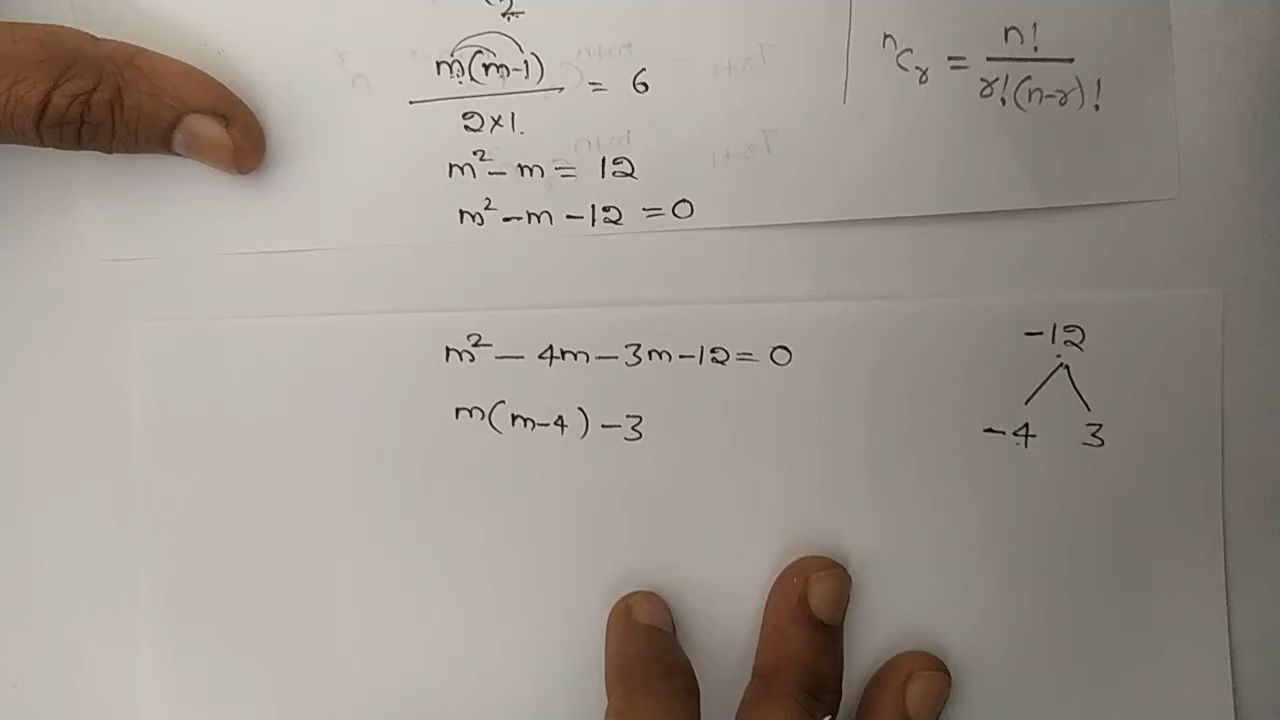 2
m(m-1) / 2×1. = 6
m² - m = 12
m² - m - 12 = 0
ⁿCᵣ = n! / r!(n-r)!
m² - 4m - 3m - 12 = 0
m(m-4) - 3
-12
-4 3